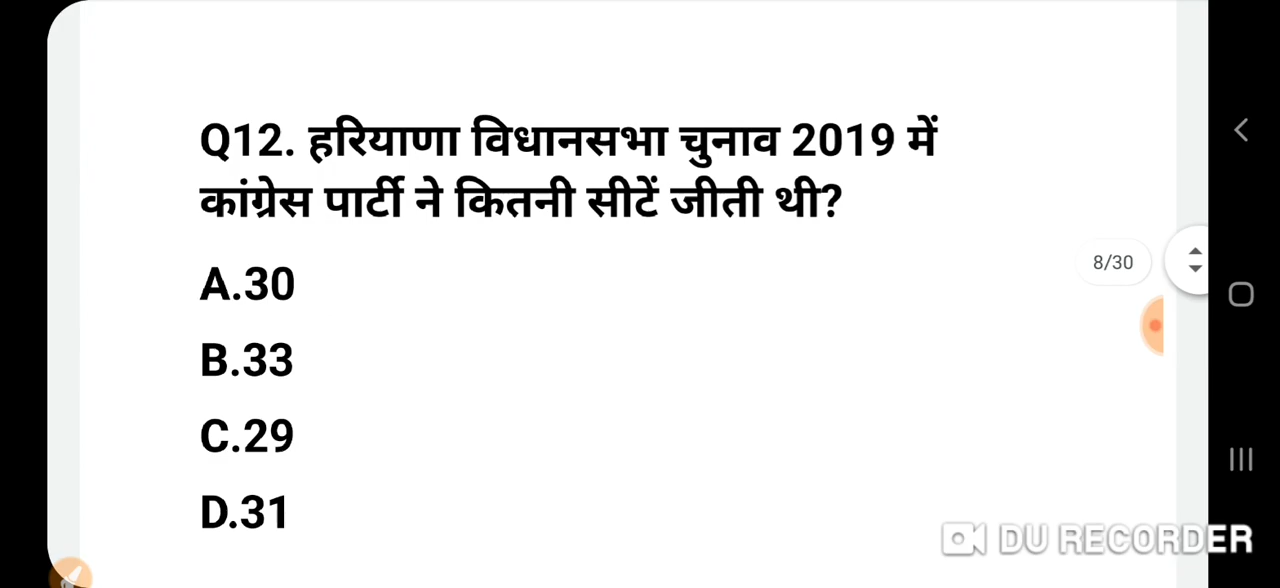 Q12. हरियाणा विधानसभा चुनाव 2019 में
कांग्रेस पार्टी ने कितनी सीटें जीती थी?
A.30
8/30
B.33
C.29
D.31
DU RECORDER